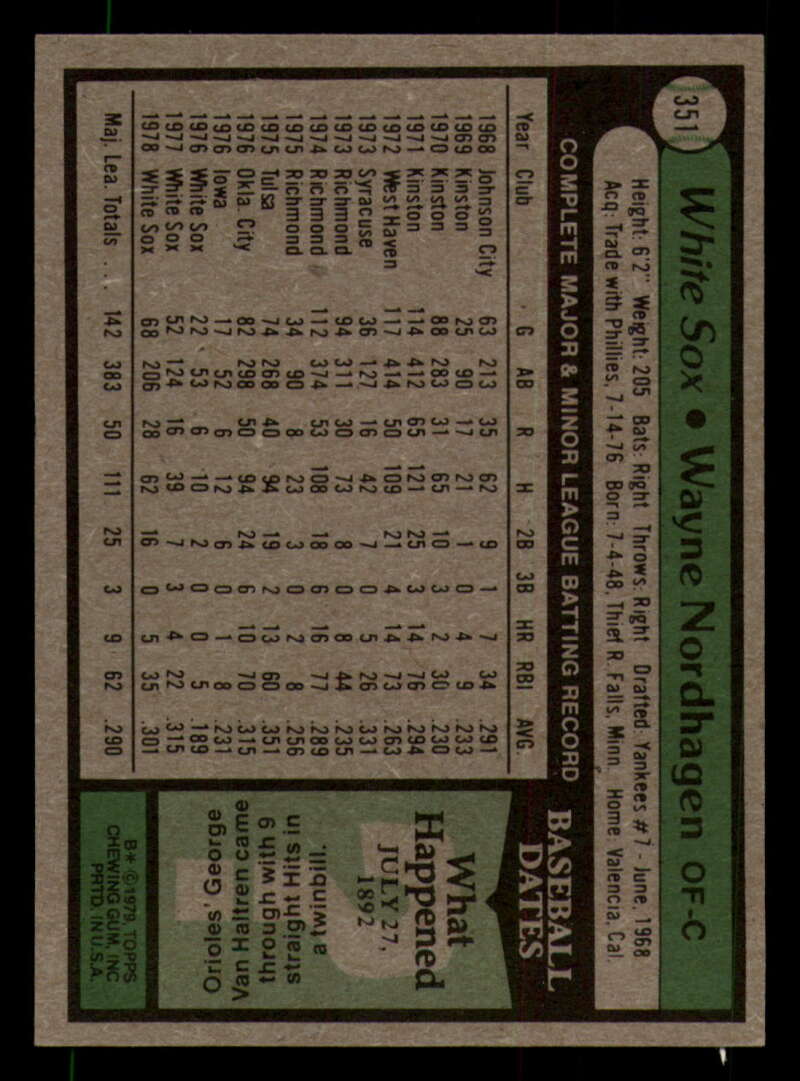 351
White Sox • Wayne Nordhagen OF-C
Height: 6'2" Weight: 205 Bats: Right Throws: Right Drafted: Yankees #7 - June, 1968
Acq: Trade with Phillies, 7-14-76 Born: 7-4-48, Thief R. Falls, Minn. Home: Valencia, Cal.
COMPLETE MAJOR & MINOR LEAGUE BATTING RECORD
Year Club G AB R H 2B 3B HR RBI AVG.
1968 Johnson City 63 213 35 62 9 1 7 34 .291
1969 Kinston 25 90 17 21 1 0 4 9 .233
1970 Kinston 88 283 31 65 10 3 2 30 .230
1971 Kinston 114 412 65 121 25 3 14 76 .294
1972 West Haven 117 414 50 109 21 4 14 73 .263
1973 Syracuse 36 127 16 42 7 0 5 26 .331
1973 Richmond 94 311 30 73 8 0 8 44 .235
1974 Richmond 112 374 53 108 18 6 16 77 .289
1975 Richmond 34 90 8 23 3 0 2 8 .256
1975 Tulsa 74 268 40 94 19 2 13 60 .351
1976 Okla. City 82 298 50 94 24 6 10 70 .315
1976 Iowa 17 52 6 12 6 0 1 8 .231
1976 White Sox 22 53 6 10 2 0 0 5 .189
1977 White Sox 52 124 16 39 7 3 4 22 .315
1978 White Sox 68 206 28 62 16 0 5 35 .301
Maj. Lea. Totals . . . 142 383 50 111 25 3 9 62 .290
BASEBALL
DATES
What
Happened
JULY 27,
1892
Orioles' George
Van Haltren came
through with 9
straight Hits in
a twinbill.
B* © 1979 TOPPS
CHEWING GUM, INC
PRTD. IN U.S.A.